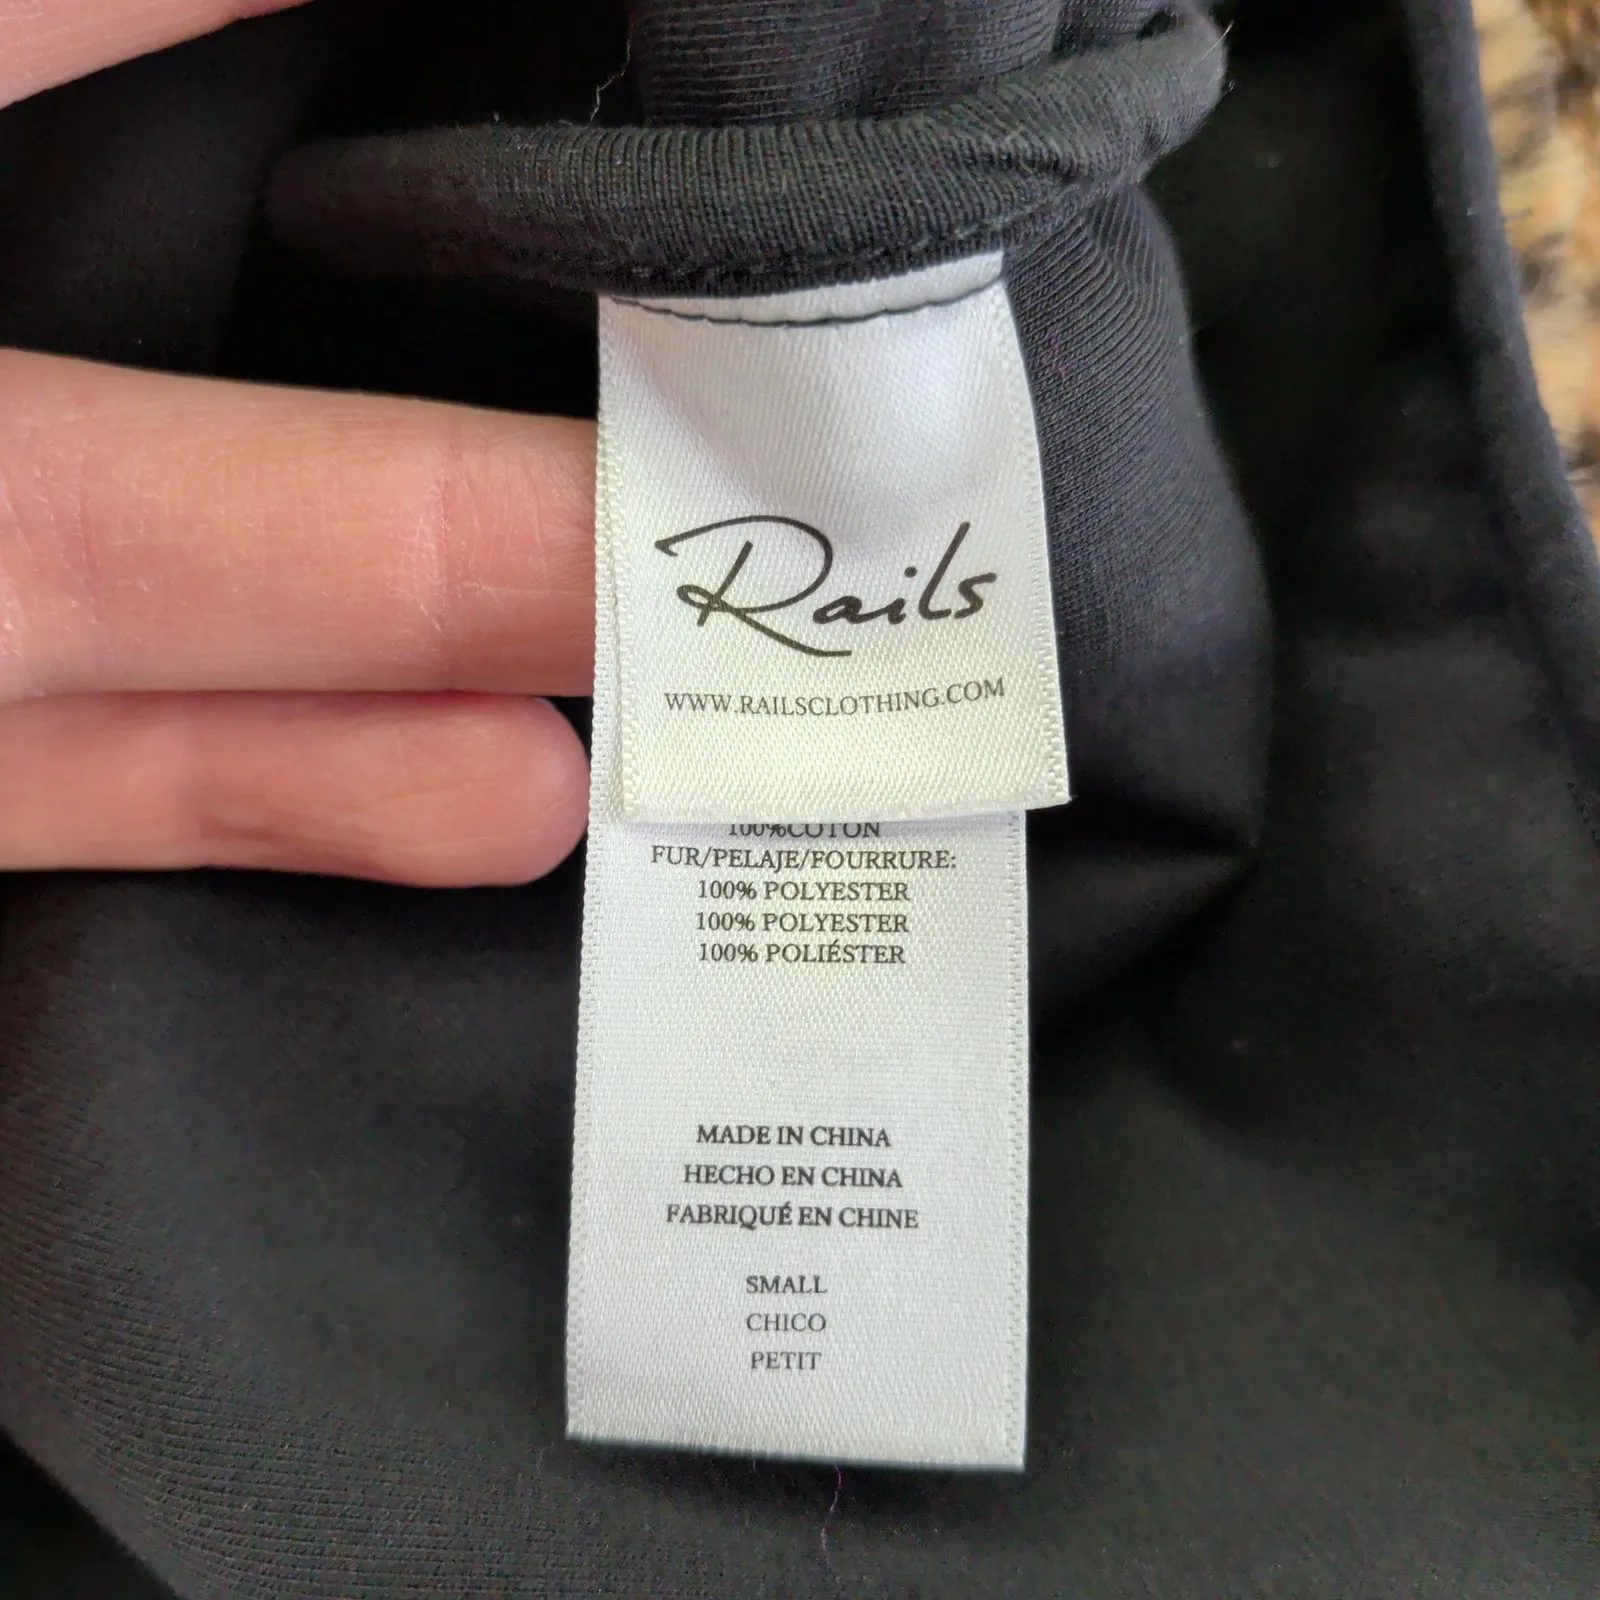 Rails
WWW.RAILSCLOTHING.COM
100%COTON
FUR/PELAJE/FOURRURE:
100% POLYESTER
100% POLYESTER
100% POLIÉSTER
MADE IN CHINA
HECHO EN CHINA
FABRIQUÉ EN CHINE
SMALL
CHICO
PETIT